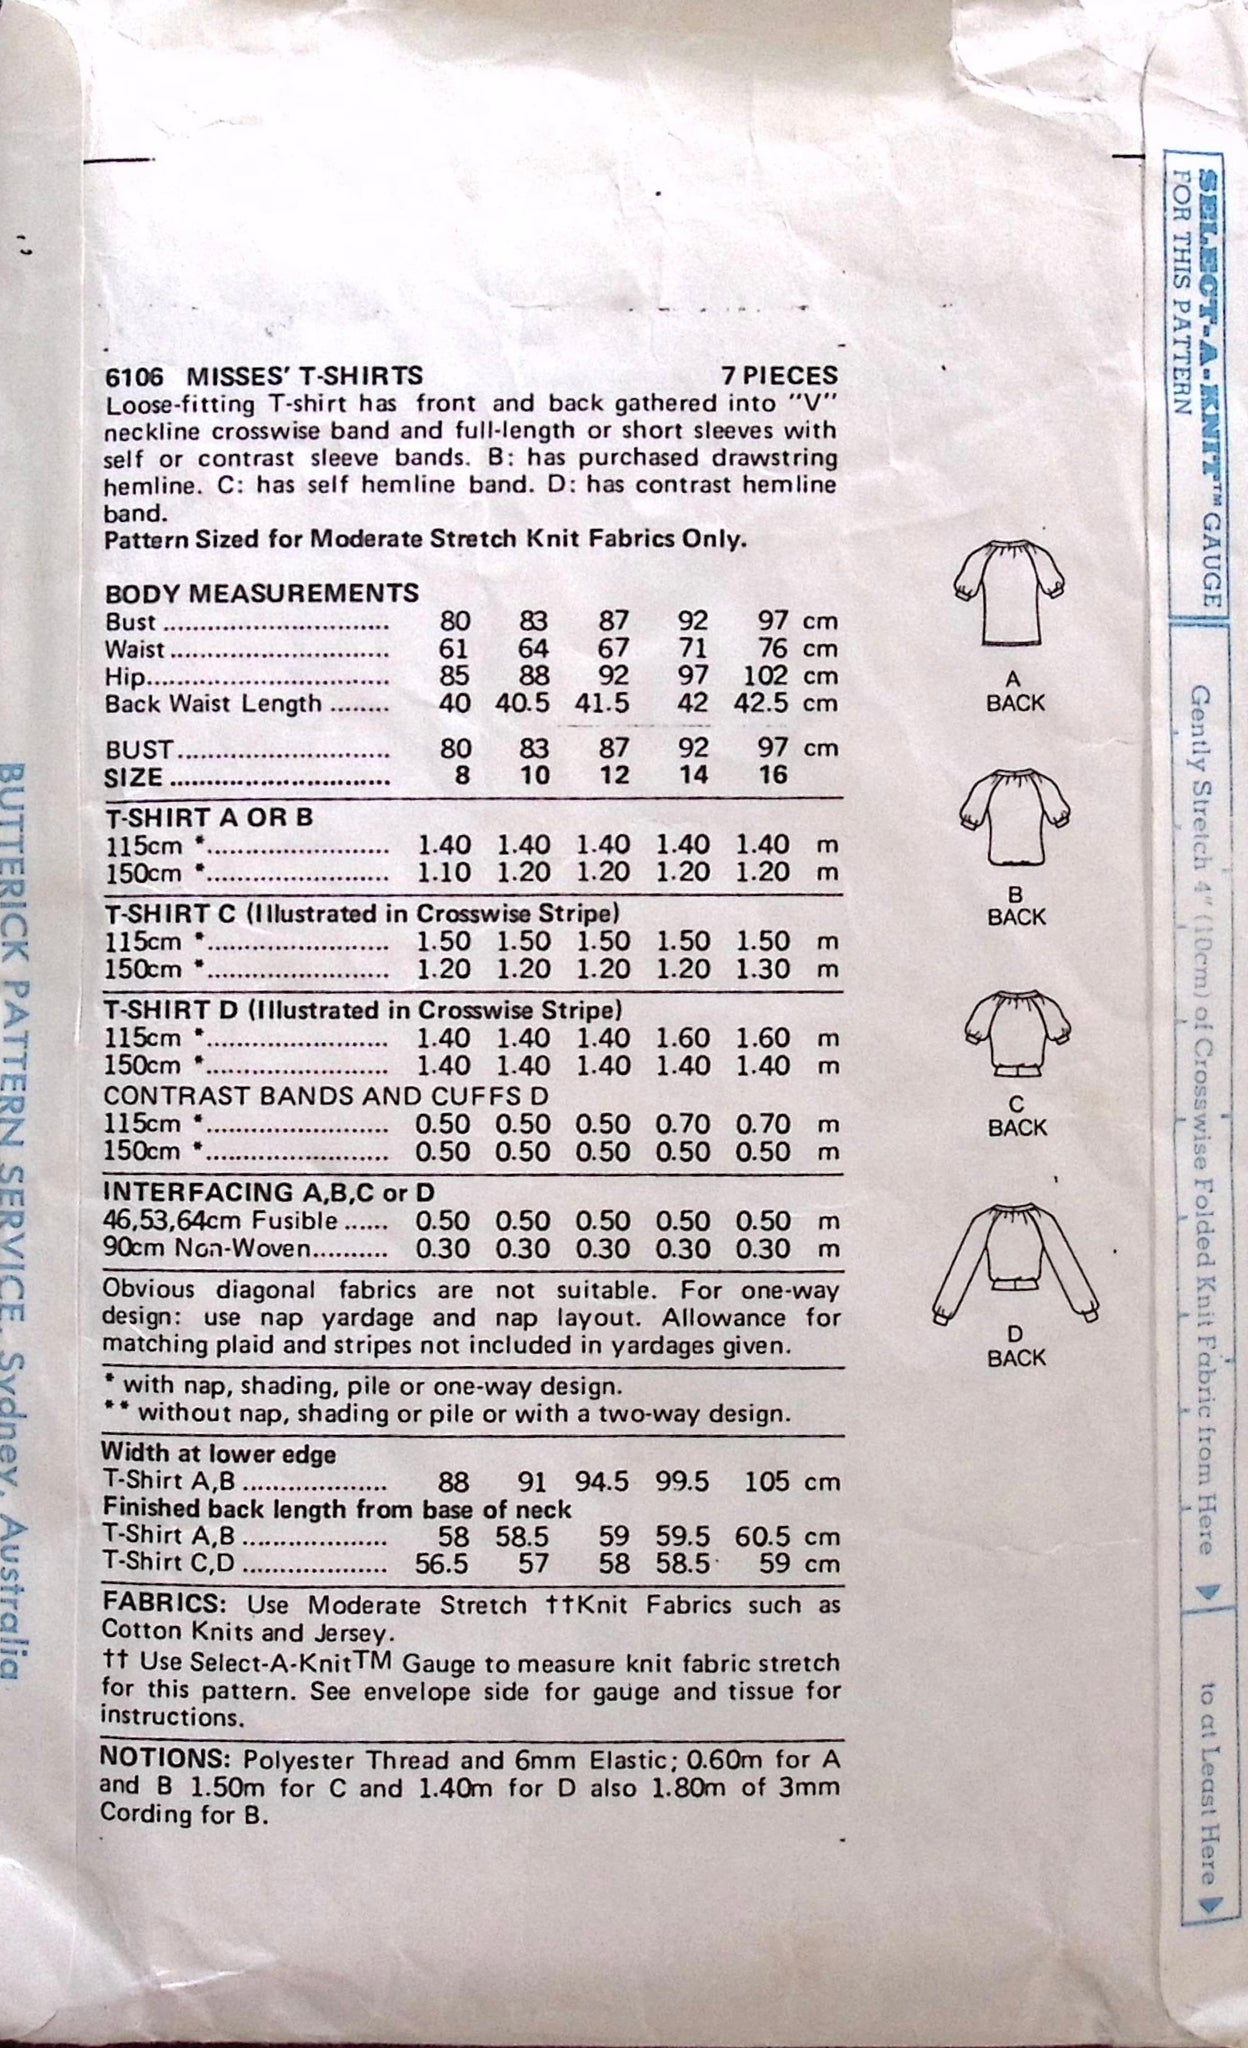 6106 MISSES' T-SHIRTS 7 PIECES
Loose-fitting T-shirt has front and back gathered into "V"
neckline crosswise band and full-length or short sleeves with
self or contrast sleeve bands. B: has purchased drawstring
hemline. C: has self hemline band. D: has contrast hemline
band.
Pattern Sized for Moderate Stretch Knit Fabrics Only.
BODY MEASUREMENTS
Bust .............................. 80 83 87 92 97 cm
Waist ............................. 61 64 67 71 76 cm
Hip................................ 85 88 92 97 102 cm
Back Waist Length ........ 40 40.5 41.5 42 42.5 cm
BUST............................ 80 83 87 92 97 cm
SIZE ............................. 8 10 12 14 16
T-SHIRT A OR B
115cm *........................ 1.40 1.40 1.40 1.40 1.40 m
150cm *........................ 1.10 1.20 1.20 1.20 1.20 m
T-SHIRT C (Illustrated in Crosswise Stripe)
115cm *........................ 1.50 1.50 1.50 1.50 1.50 m
150cm *........................ 1.20 1.20 1.20 1.20 1.30 m
T-SHIRT D (Illustrated in Crosswise Stripe)
115cm *........................ 1.40 1.40 1.40 1.60 1.60 m
150cm *........................ 1.40 1.40 1.40 1.40 1.40 m
CONTRAST BANDS AND CUFFS D
115cm *........................ 0.50 0.50 0.50 0.70 0.70 m
150cm *........................ 0.50 0.50 0.50 0.50 0.50 m
INTERFACING A,B,C or D
46,53,64cm Fusible ...... 0.50 0.50 0.50 0.50 0.50 m
90cm Non-Woven.......... 0.30 0.30 0.30 0.30 0.30 m
Obvious diagonal fabrics are not suitable. For one-way
design: use nap yardage and nap layout. Allowance for
matching plaid and stripes not included in yardages given.
* with nap, shading, pile or one-way design.
** without nap, shading or pile or with a two-way design.
Width at lower edge
T-Shirt A,B ................... 88 91 94.5 99.5 105 cm
Finished back length from base of neck
T-Shirt A,B ................... 58 58.5 59 59.5 60.5 cm
T-Shirt C,D ................... 56.5 57 58 58.5 59 cm
FABRICS: Use Moderate Stretch ††Knit Fabrics such as
Cotton Knits and Jersey.
†† Use Select-A-Knit™ Gauge to measure knit fabric stretch
for this pattern. See envelope side for gauge and tissue for
instructions.
NOTIONS: Polyester Thread and 6mm Elastic; 0.60m for A
and B 1.50m for C and 1.40m for D also 1.80m of 3mm
Cording for B.
A
BACK
B
BACK
C
BACK
D
BACK
SELECT-A-KNIT™ GAUGE
FOR THIS PATTERN
Gently Stretch 4" (10cm) of Crosswise Folded Knit Fabric from Here
to at Least Here
BUTTERICK PATTERN SERVICE, Sydney, Australia